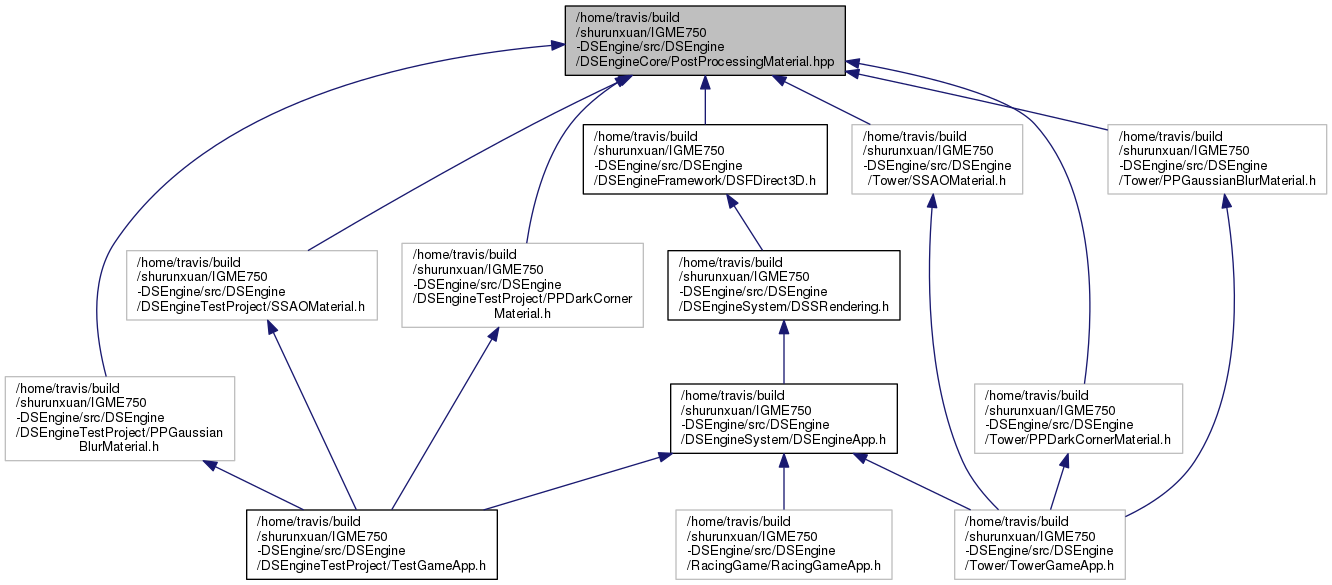 /home/travis/build
/shurunxuan/IGME750
-DSEngine/src/DSEngine
/DSEngineCore/PostProcessingMaterial.hpp
/home/travis/build
/shurunxuan/IGME750
-DSEngine/src/DSEngine
/DSEngineFramework/DSFDirect3D.h
/home/travis/build
/shurunxuan/IGME750
-DSEngine/src/DSEngine
/Tower/SSAOMaterial.h
/home/travis/build
/shurunxuan/IGME750
-DSEngine/src/DSEngine
/Tower/PPGaussianBlurMaterial.h
/home/travis/build
/shurunxuan/IGME750
-DSEngine/src/DSEngine
/DSEngineTestProject/SSAOMaterial.h
/home/travis/build
/shurunxuan/IGME750
-DSEngine/src/DSEngine
/DSEngineTestProject/PPDarkCorner
Material.h
/home/travis/build
/shurunxuan/IGME750
-DSEngine/src/DSEngine
/DSEngineSystem/DSSRendering.h
/home/travis/build
/shurunxuan/IGME750
-DSEngine/src/DSEngine
/DSEngineTestProject/PPGaussian
BlurMaterial.h
/home/travis/build
/shurunxuan/IGME750
-DSEngine/src/DSEngine
/DSEngineSystem/DSEngineApp.h
/home/travis/build
/shurunxuan/IGME750
-DSEngine/src/DSEngine
/Tower/PPDarkCornerMaterial.h
/home/travis/build
/shurunxuan/IGME750
-DSEngine/src/DSEngine
/DSEngineTestProject/TestGameApp.h
/home/travis/build
/shurunxuan/IGME750
-DSEngine/src/DSEngine
/RacingGame/RacingGameApp.h
/home/travis/build
/shurunxuan/IGME750
-DSEngine/src/DSEngine
/Tower/TowerGameApp.h